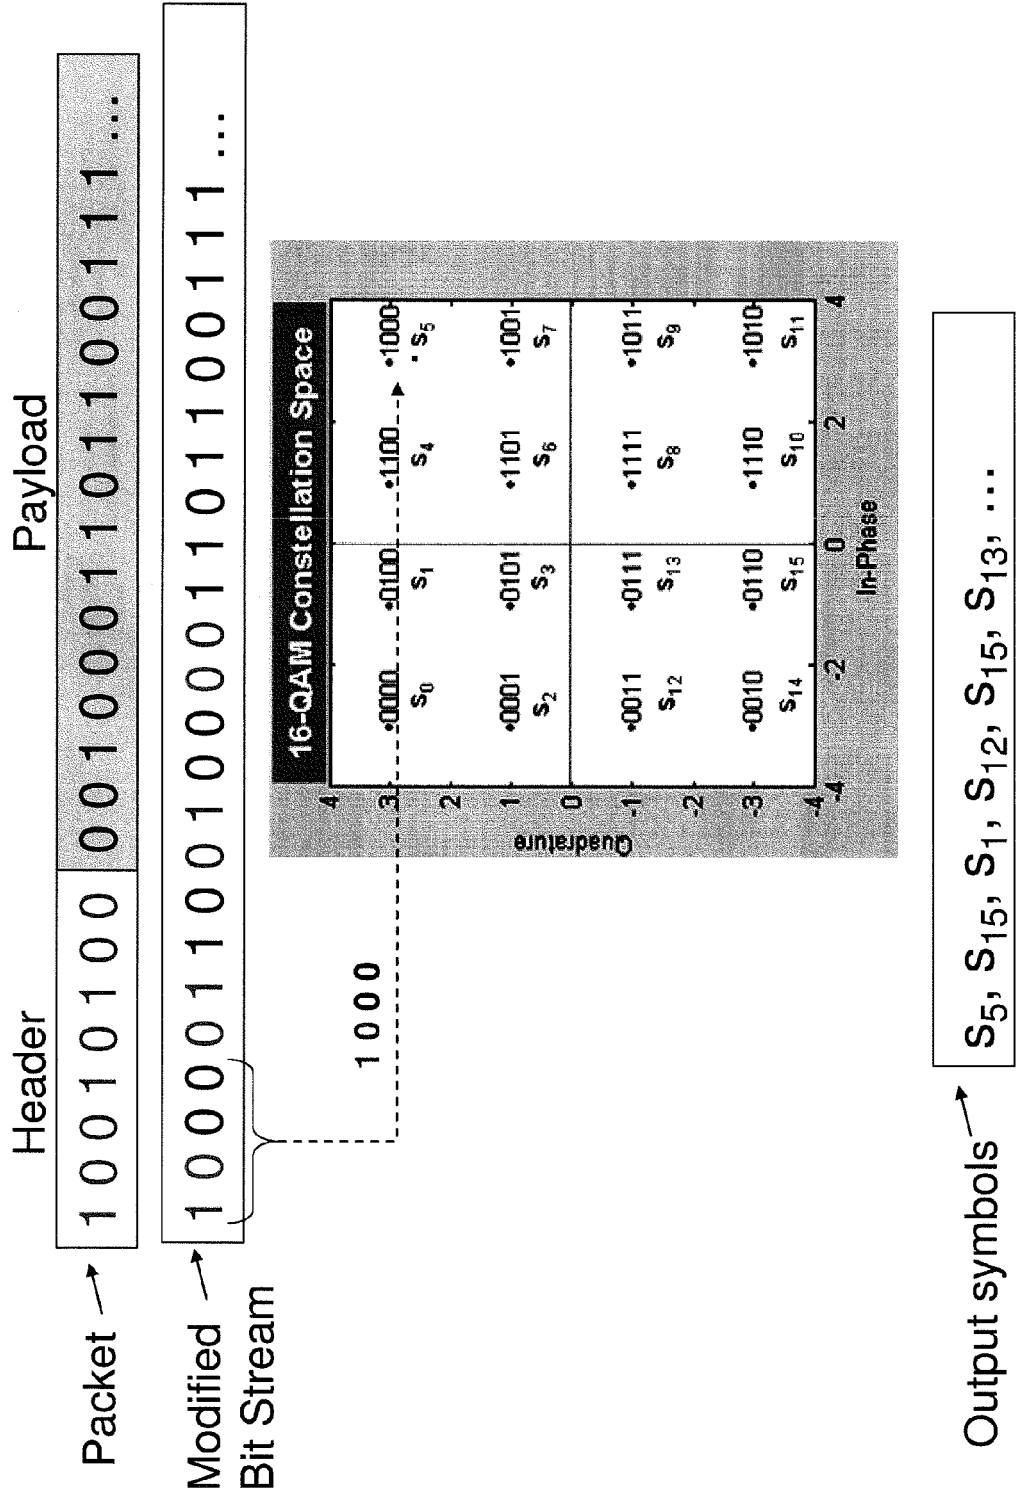 Header
Payload
Packet
1 0 0 1 0 1 0 0
0 0 1 0 0 0 1 1 0 1 1 0 0 1 1 1 ...
Modified
Bit Stream
1 0 0 0 0 1 1 0 0 1 0 0 0 0 1 1 0 1 1 0 0 1 1 1 ...
1 0 0 0
16-QAM Constellation Space
Quadrature
4
3
2
1
0
-1
-2
-3
-4
0000 0100 1100 1000
s0 s1 s4 s5
0001 0101 1101 1001
s2 s3 s6 s7
0011 0111 1111 1011
s12 s13 s8 s9
0010 0110 1110 1010
s14 s15 s10 s11
-4 -2 0 2 4
In-Phase
Output symbols
s5, s15, s1, s12, s15, s13, ...